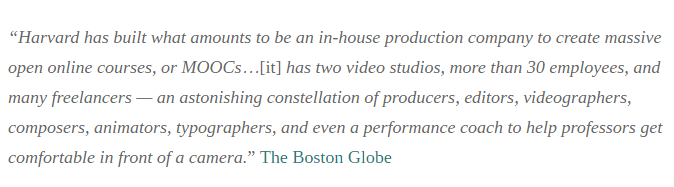 “Harvard has built what amounts to be an in-house production company to create massive
open online courses, or MOOCs…[it] has two video studios, more than 30 employees, and
many freelancers — an astonishing constellation of producers, editors, videographers,
composers, animators, typographers, and even a performance coach to help professors get
comfortable in front of a camera.” The Boston Globe